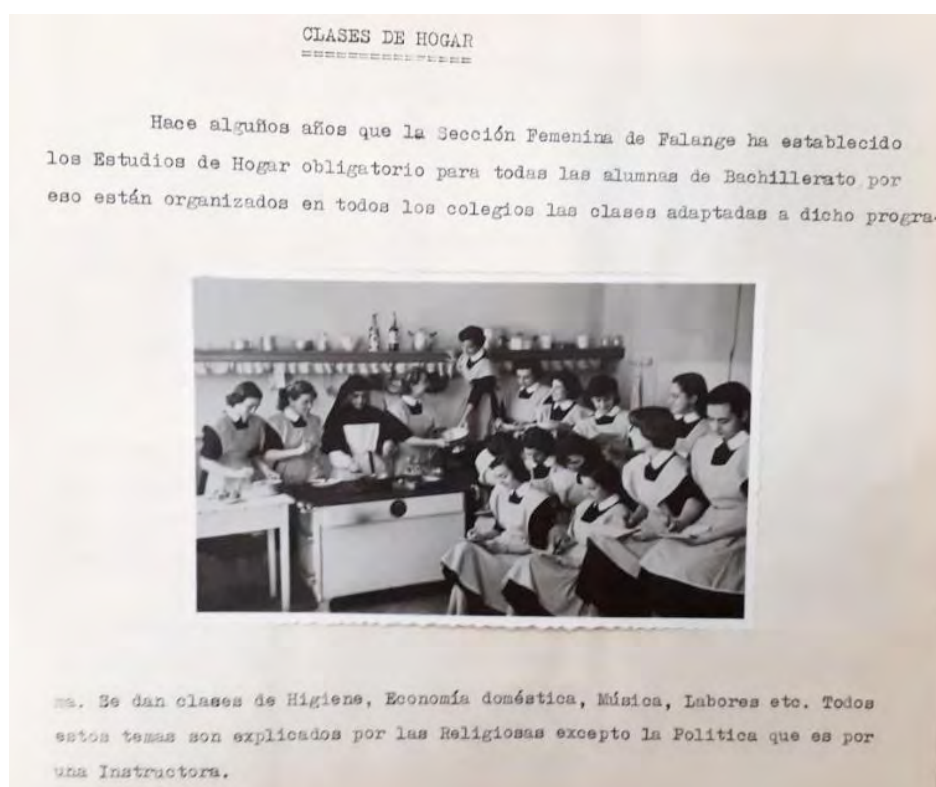 CLASES DE HOGAR
Hace alguños años que la Sección Femenina de Falange ha establecido
los Estudios de Hogar obligatorio para todas las alumnas de Bachillerato por
eso están organizados en todos los colegios las clases adaptadas a dicho progra-
ma. Se dan clases de Higiene, Economía doméstica, Música, Labores etc. Todos
estos temas son explicados por las Religiosas excepto la Politica que es por
una Instructora.